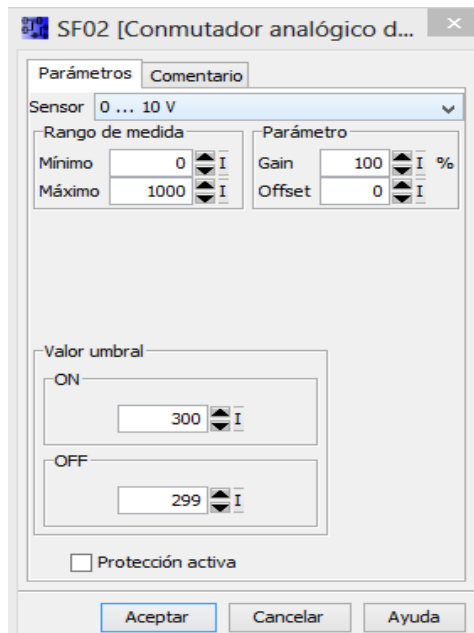 SF02 [Conmutador analógico d...
Parámetros Comentario
Sensor 0 ... 10 V
Rango de medida Parámetro
Mínimo 0 I Gain 100 I %
Máximo 1000 I Offset 0 I
Valor umbral
ON
300 I
OFF
299 I
Protección activa
Aceptar Cancelar Ayuda